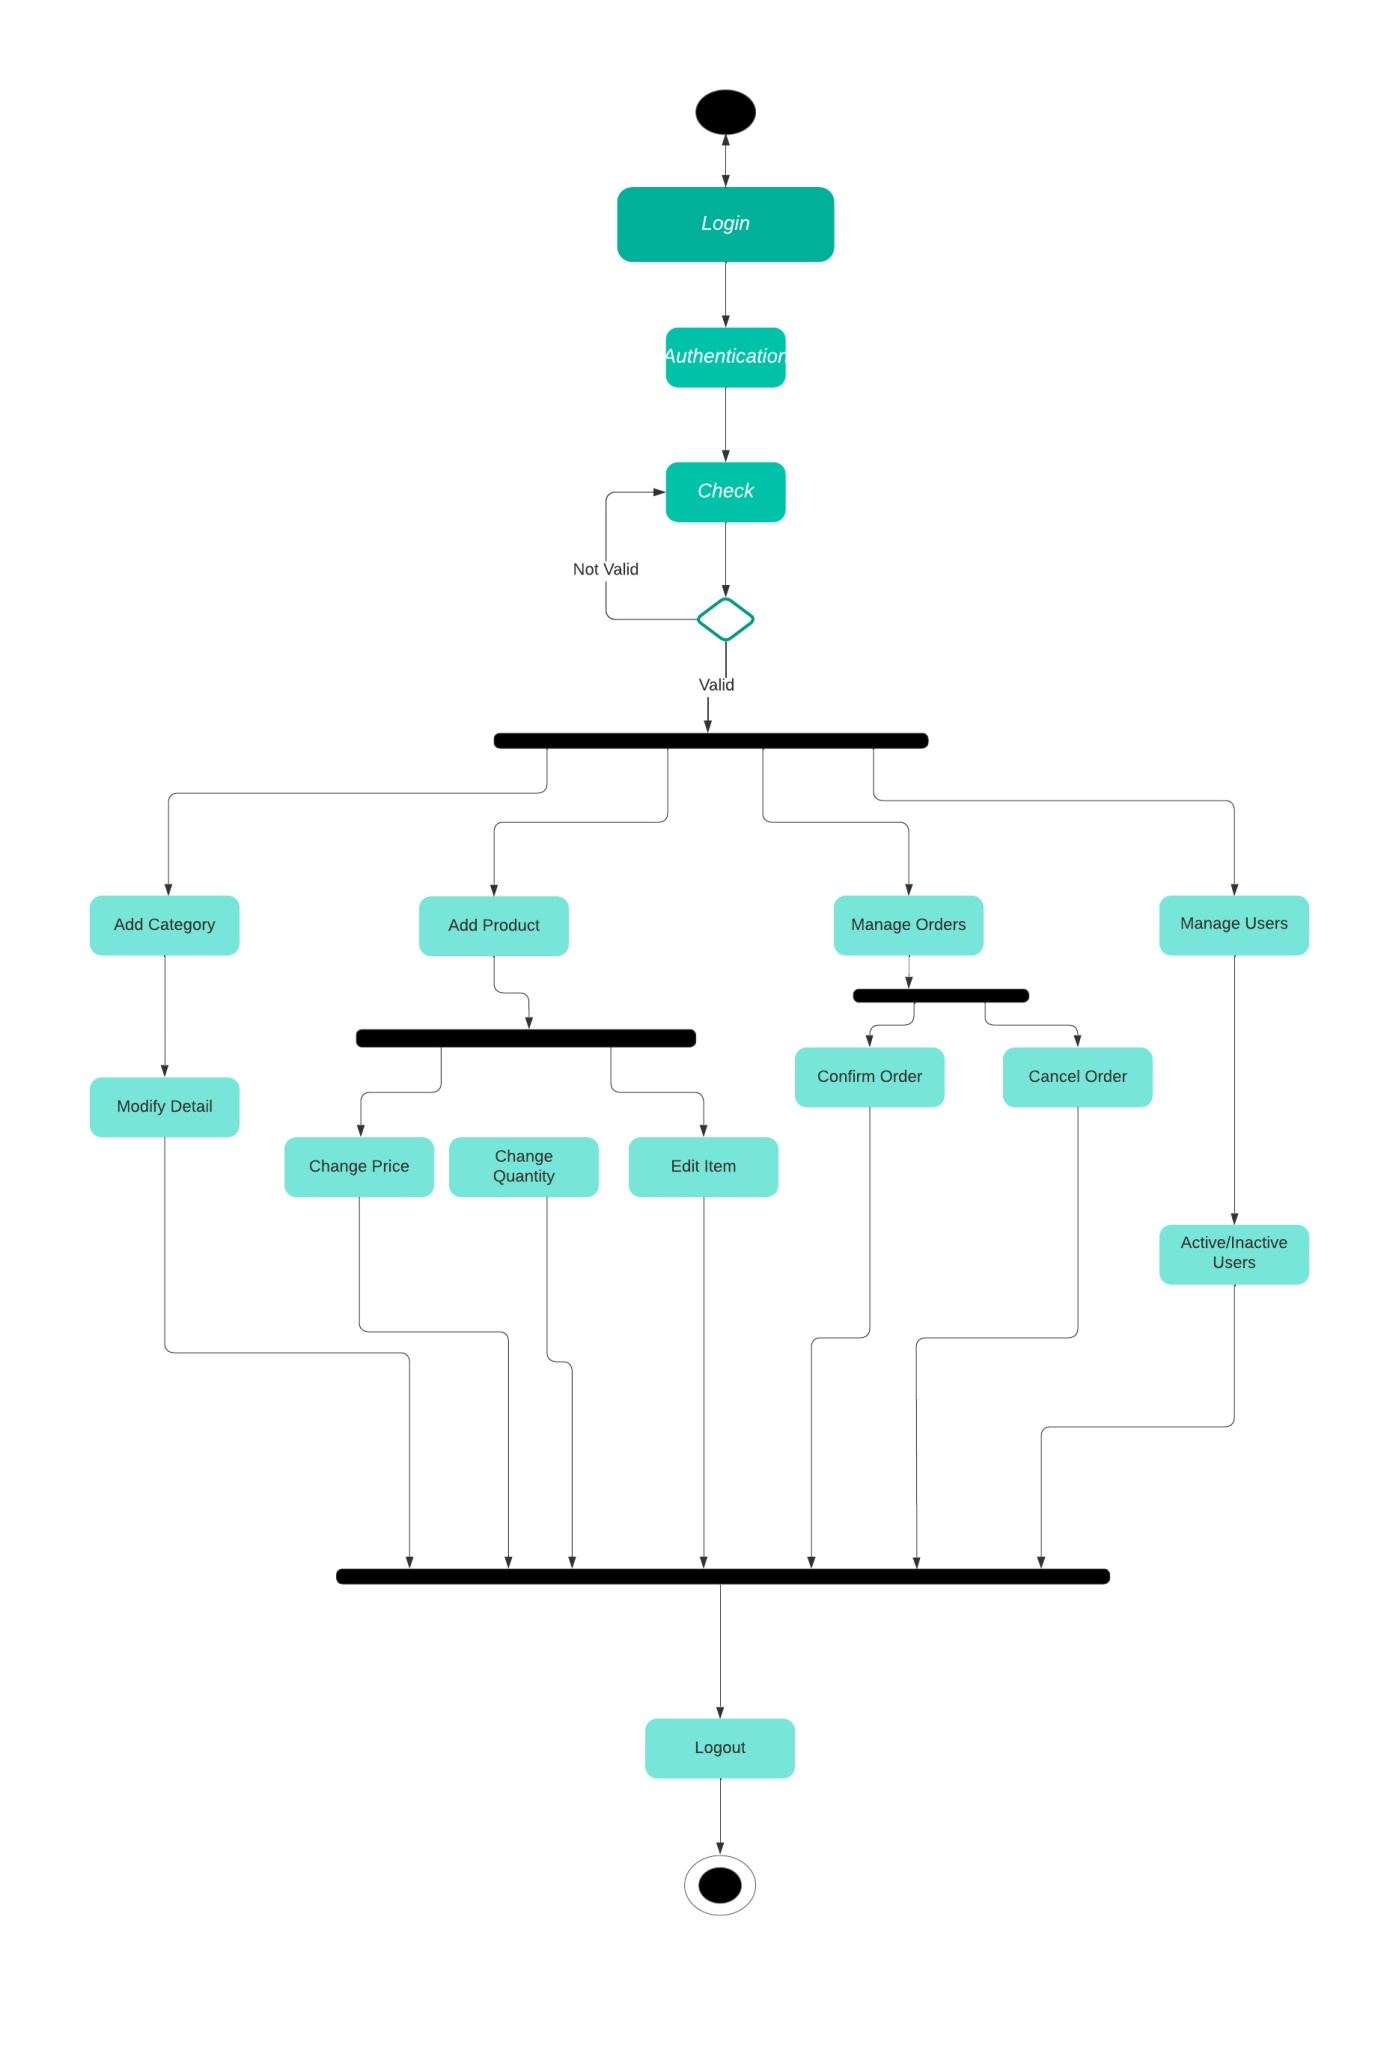 Login
Authentication
Check
Not Valid
Valid
Add Category
Add Product
Manage Orders
Manage Users
Confirm Order
Cancel Order
Modify Detail
Change Price
Change
Quantity
Edit Item
Active/Inactive
Users
Logout